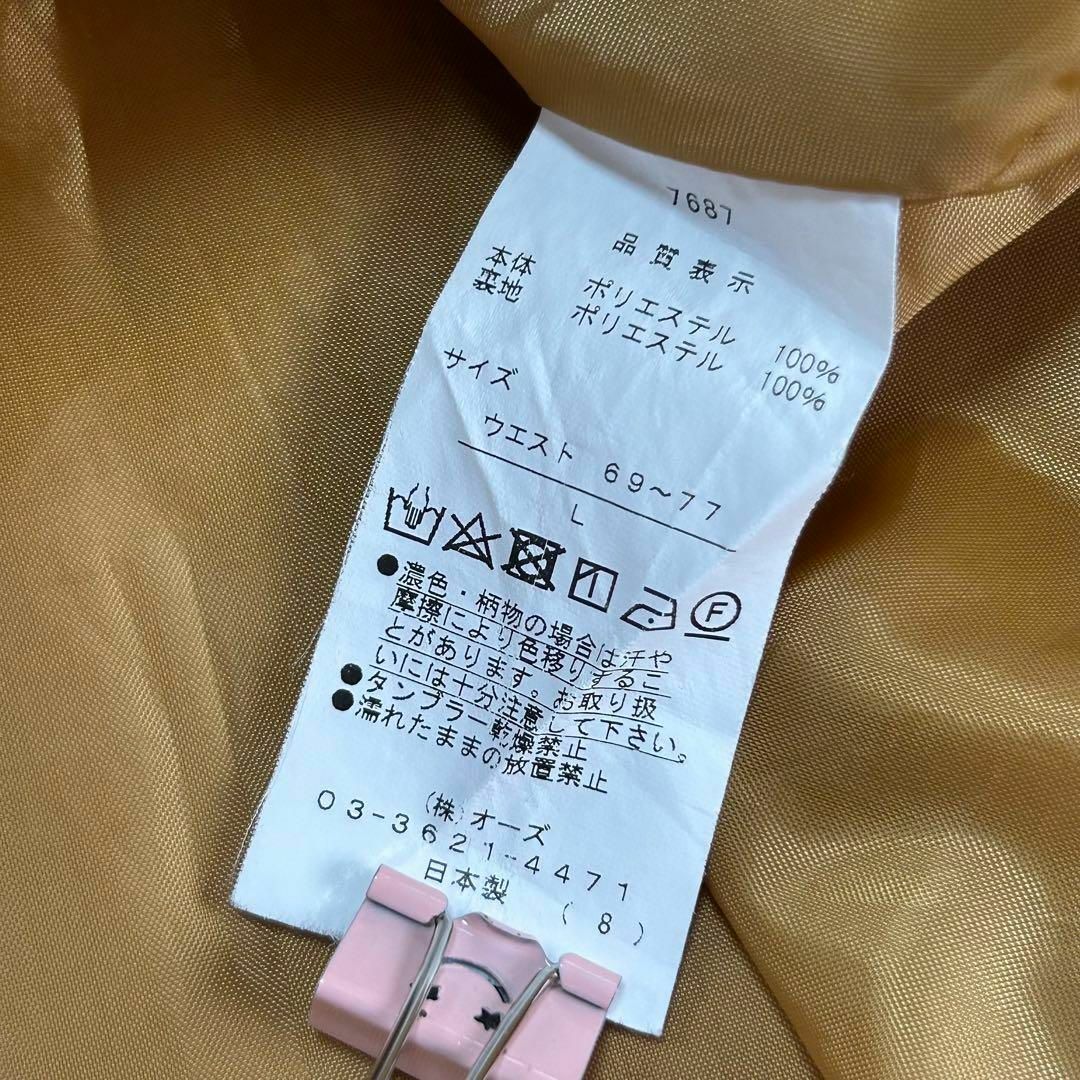 7687
品質表示
本体 ポリエステル 100%
裏地 ポリエステル 100%
サイズ
ウエスト 69〜77
L
F
●濃色・柄物の場合は汗や
摩擦により色移りするこ
とがあります。お取り扱
いには十分注意して下さい。
●タンブラー乾燥禁止
●濡れたままの放置禁止
(株)オーズ
03-3621-4471
日本製 (8)